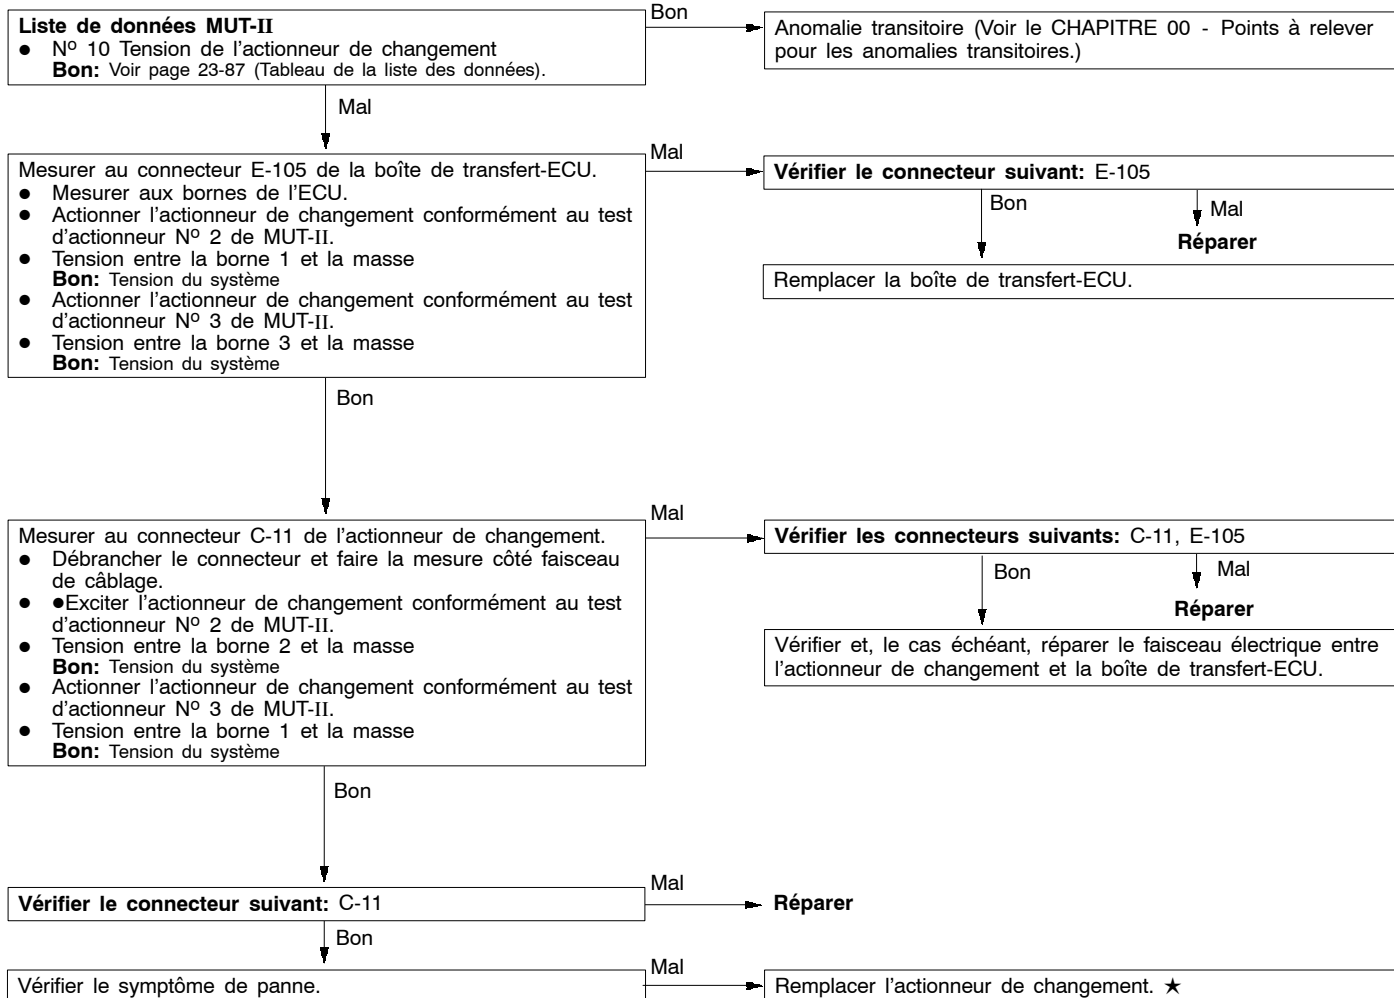 Liste de données MUT-II
● Nº 10 Tension de l'actionneur de changement
Bon: Voir page 23-87 (Tableau de la liste des données).
Bon
Anomalie transitoire (Voir le CHAPITRE 00 - Points à relever
pour les anomalies transitoires.)
Mal
Mesurer au connecteur E-105 de la boîte de transfert-ECU.
● Mesurer aux bornes de l'ECU.
● Actionner l'actionneur de changement conformément au test
d'actionneur Nº 2 de MUT-II.
● Tension entre la borne 1 et la masse
Bon: Tension du système
● Actionner l'actionneur de changement conformément au test
d'actionneur Nº 3 de MUT-II.
● Tension entre la borne 3 et la masse
Bon: Tension du système
Mal
Vérifier le connecteur suivant: E-105
Bon
Mal
Réparer
Remplacer la boîte de transfert-ECU.
Bon
Mesurer au connecteur C-11 de l'actionneur de changement.
● Débrancher le connecteur et faire la mesure côté faisceau
de câblage.
● ●Exciter l'actionneur de changement conformément au test
d'actionneur Nº 2 de MUT-II.
● Tension entre la borne 2 et la masse
Bon: Tension du système
● Actionner l'actionneur de changement conformément au test
d'actionneur Nº 3 de MUT-II.
● Tension entre la borne 1 et la masse
Bon: Tension du système
Mal
Vérifier les connecteurs suivants: C-11, E-105
Bon
Mal
Réparer
Vérifier et, le cas échéant, réparer le faisceau électrique entre
l'actionneur de changement et la boîte de transfert-ECU.
Bon
Vérifier le connecteur suivant: C-11
Mal
Réparer
Bon
Vérifier le symptôme de panne.
Mal
Remplacer l'actionneur de changement. ★